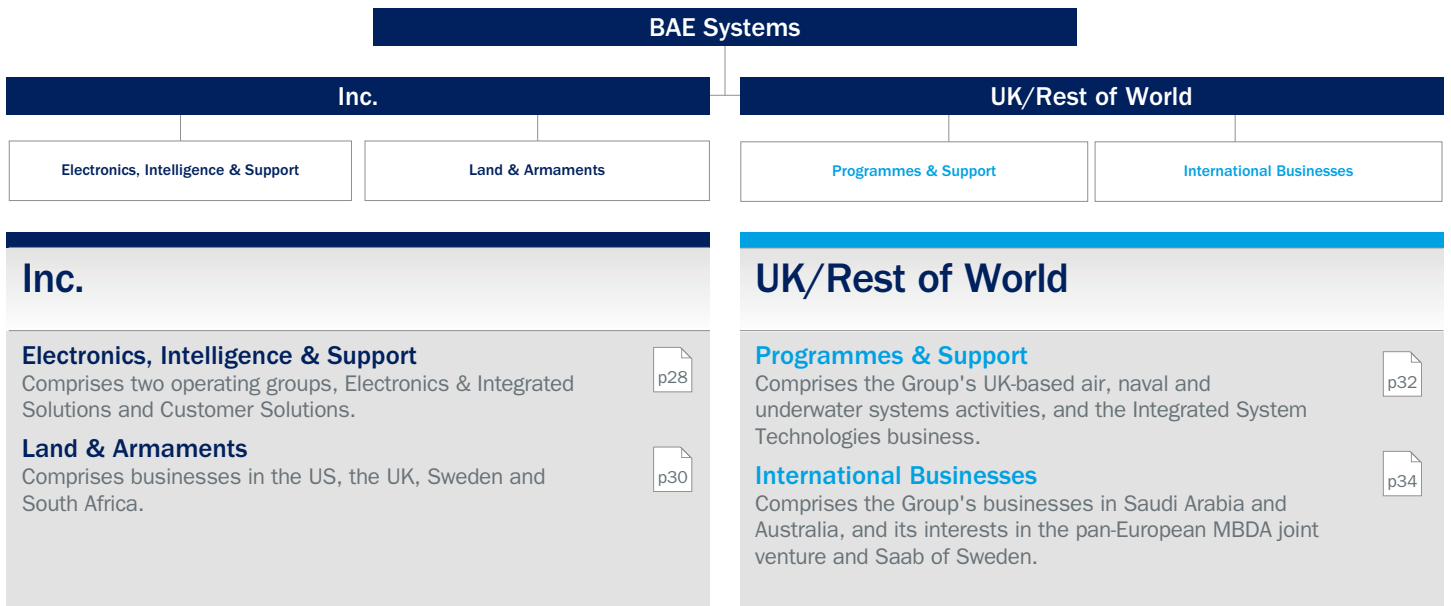 BAE Systems
Inc.
UK/Rest of World
Electronics, Intelligence & Support
Land & Armaments
Programmes & Support
International Businesses
Inc.
Electronics, Intelligence & Support
Comprises two operating groups, Electronics & Integrated
Solutions and Customer Solutions.
p28
Land & Armaments
Comprises businesses in the US, the UK, Sweden and
South Africa.
p30
UK/Rest of World
Programmes & Support
Comprises the Group's UK-based air, naval and
underwater systems activities, and the Integrated System
Technologies business.
p32
International Businesses
Comprises the Group's businesses in Saudi Arabia and
Australia, and its interests in the pan-European MBDA joint
venture and Saab of Sweden.
p34